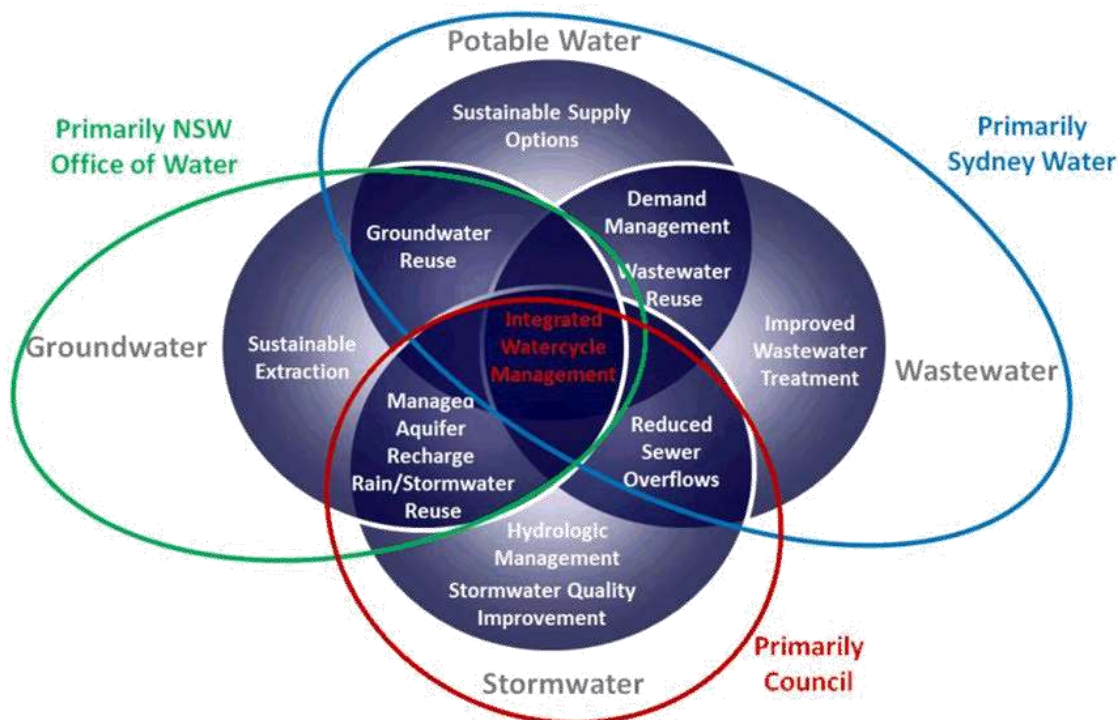 Potable Water
Sustainable Supply
Options
Primarily NSW
Office of Water
Primarily
Sydney Water
Demand
Management
Groundwater
Reuse
Wastewater
Reuse
Groundwater
Sustainable
Extraction
Integrated
Watercycle
Management
Improved
Wastewater
Treatment
Wastewater
Managed
Aquifer
Recharge
Rain/Stormwater
Reuse
Reduced
Sewer
Overflows
Hydrologic
Management
Stormwater Quality
Improvement
Primarily
Council
Stormwater